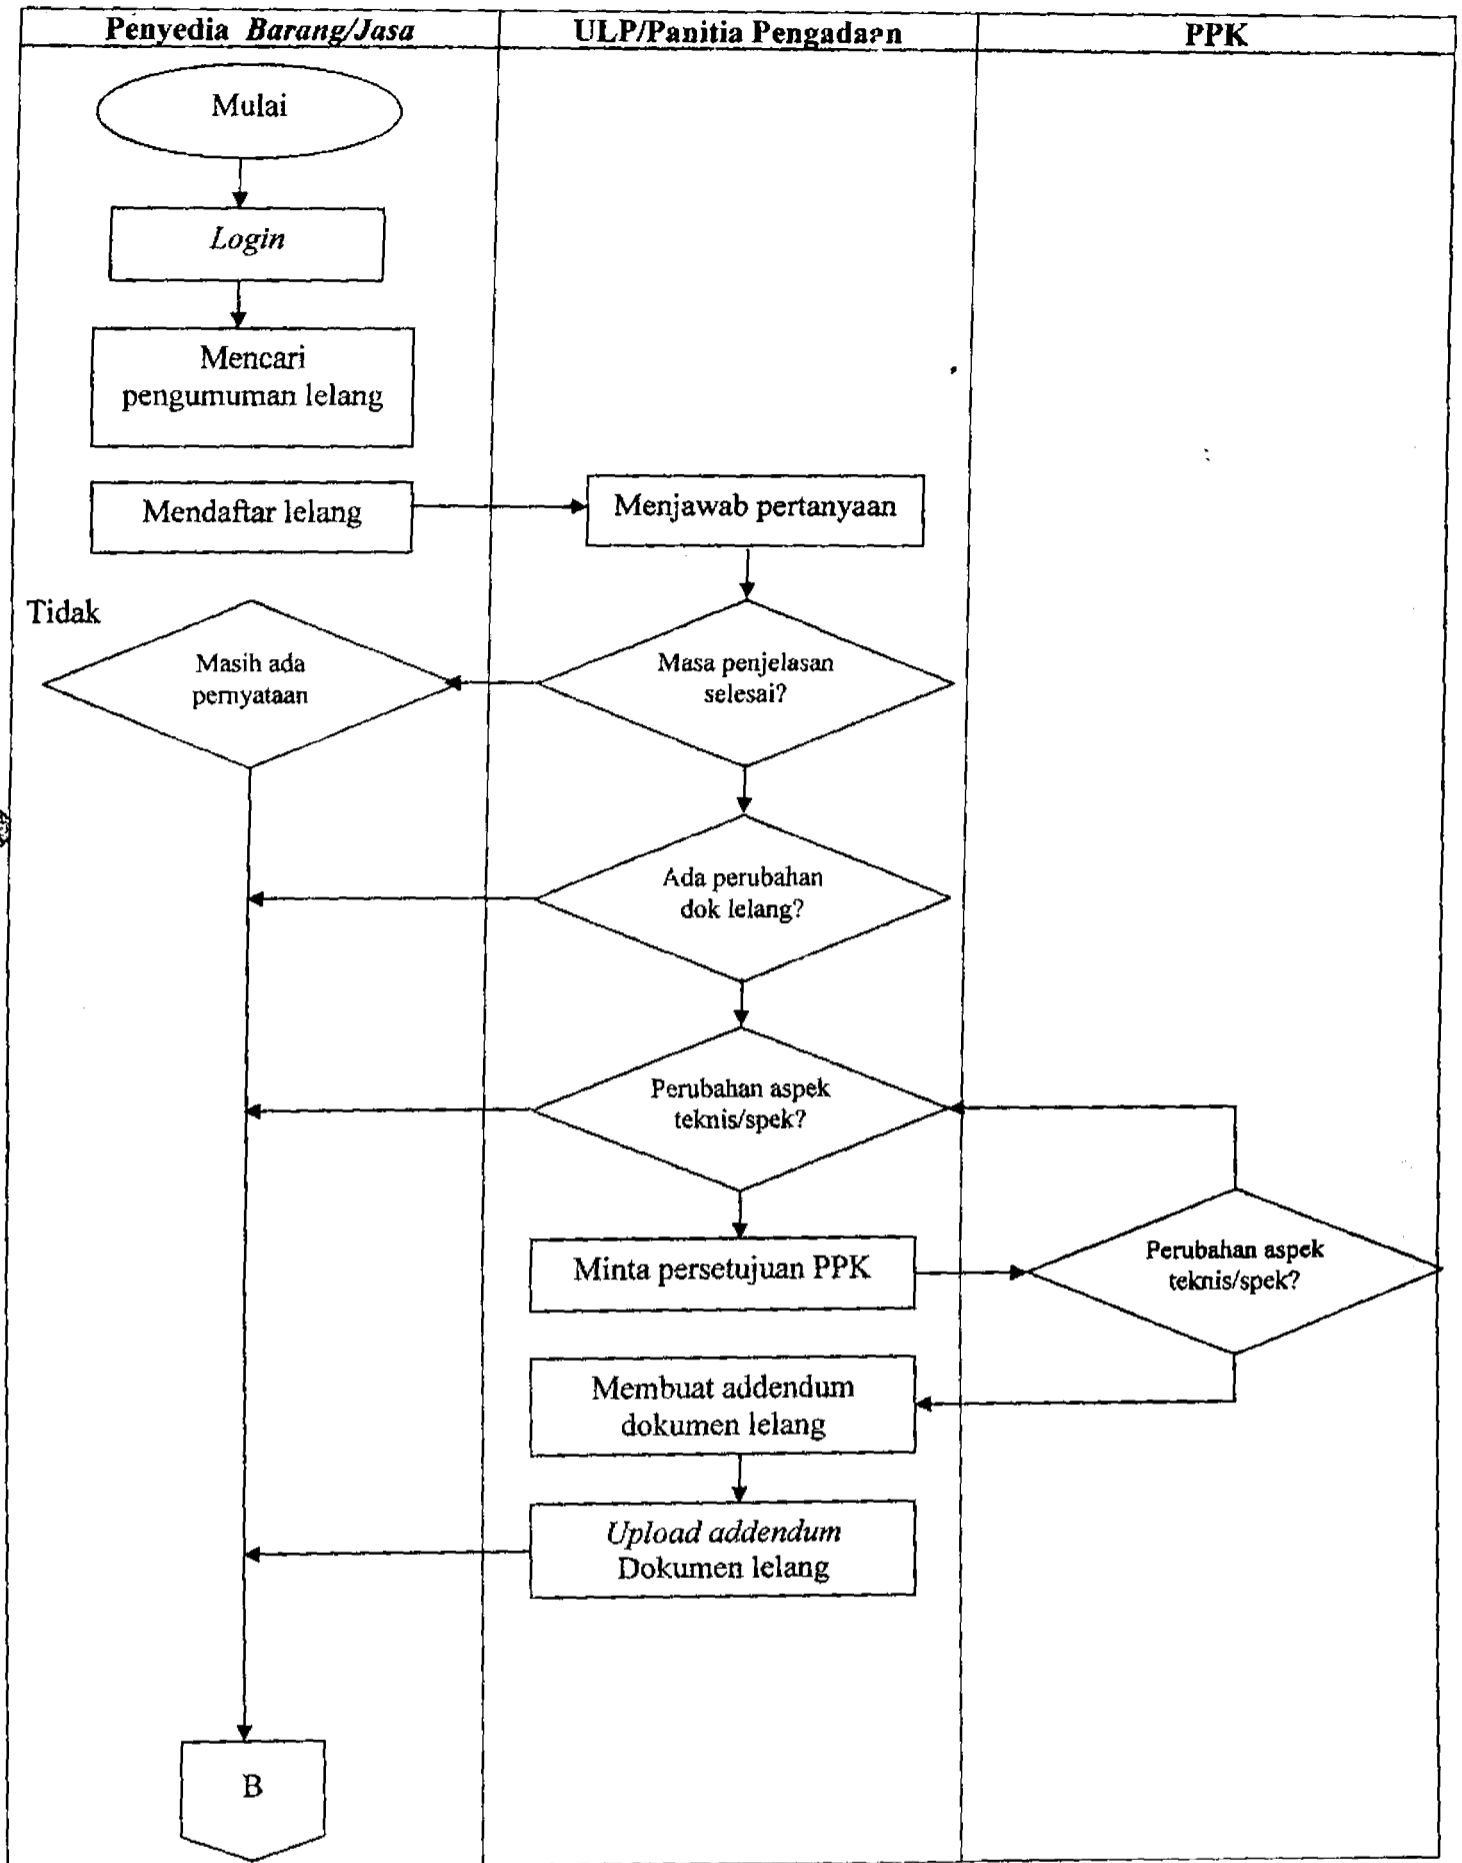 Penyedia Barang/Jasa
ULP/Panitia Pengadaan
PPK
Mulai
Login
Mencari
pengumuman lelang
Mendaftar lelang
Menjawab pertanyaan
Tidak
Masih ada
pernyataan
Masa penjelasan
selesai?
Ada perubahan
dok lelang?
Perubahan aspek
teknis/spek?
Minta persetujuan PPK
Perubahan aspek
teknis/spek?
Membuat addendum
dokumen lelang
Upload addendum
Dokumen lelang
B